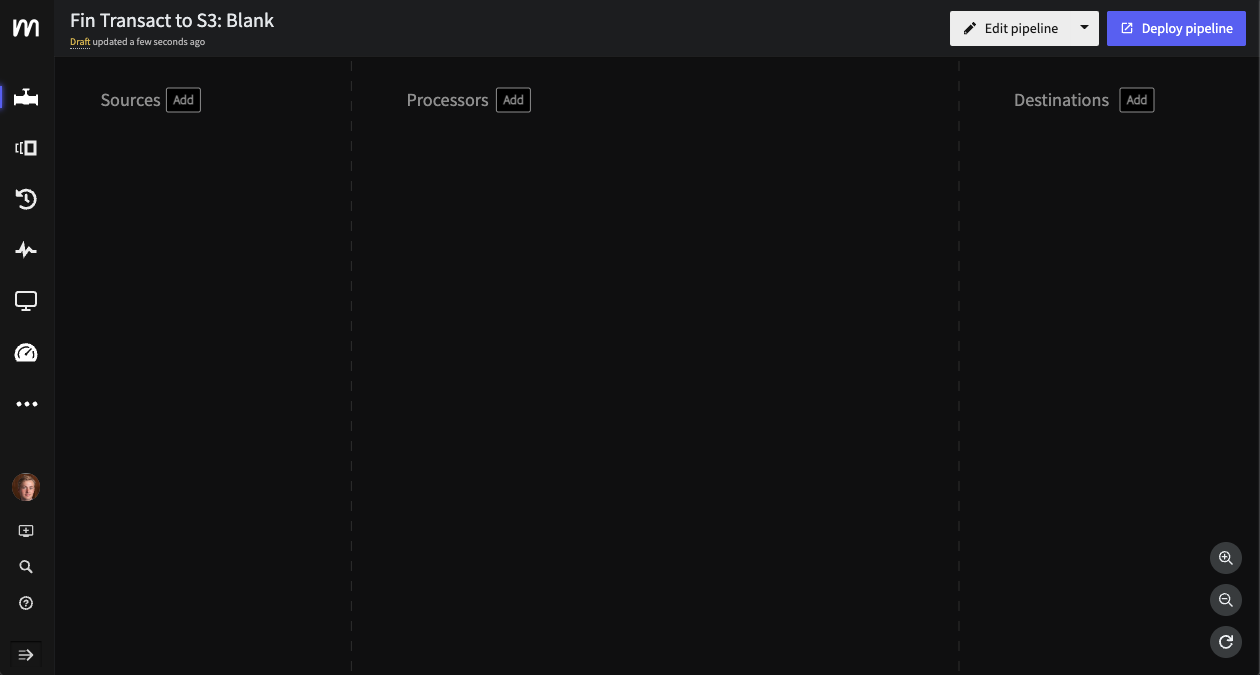 Fin Transact to S3: Blank
Draft updated a few seconds ago
Edit pipeline
Deploy pipeline
Sources Add
Processors Add
Destinations Add